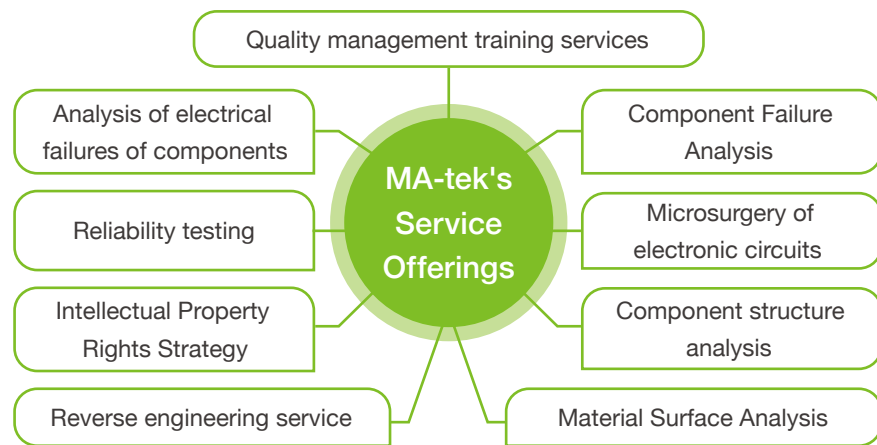 Quality management training services
Analysis of electrical
failures of components
Component Failure
Analysis
MA-tek's
Service
Offerings
Reliability testing
Microsurgery of
electronic circuits
Intellectual Property
Rights Strategy
Component structure
analysis
Reverse engineering service
Material Surface Analysis